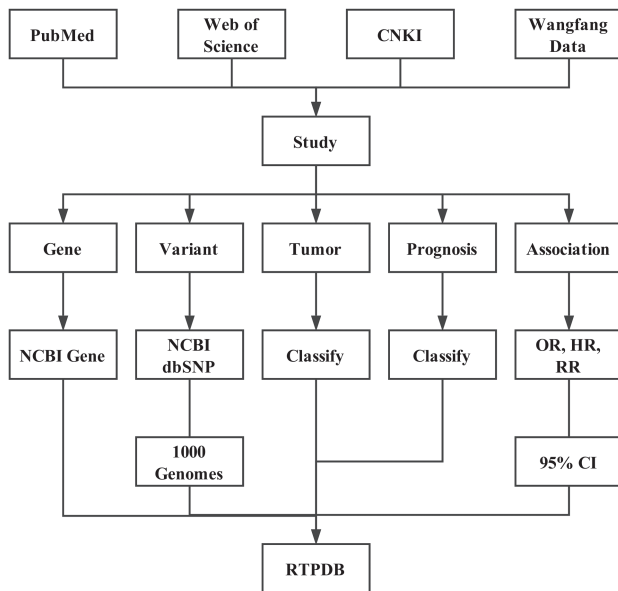 PubMed
Web of
Science
CNKI
Wangfang
Data
Study
Gene
Variant
Tumor
Prognosis
Association
NCBI Gene
NCBI
dbSNP
Classify
Classify
OR, HR,
RR
1000
Genomes
95% CI
RTPDB